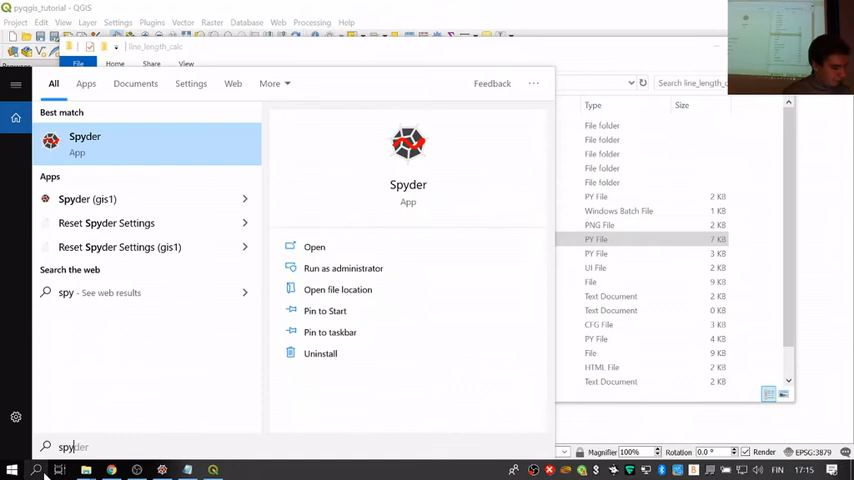 pyqgis_tutorial - QGIS
Project Edit View Layer Settings Plugins Vector Raster Database Web Processing Help
line_length_calc
File Home Share View
All Apps Documents Settings Web More Feedback ...
Search line_length_c
Best match
Spyder
App
Apps
Spyder (gis1)
Reset Spyder Settings
Reset Spyder Settings (gis1)
Search the web
spy - See web results
Spyder
App
Open
Run as administrator
Open file location
Pin to Start
Pin to taskbar
Uninstall
Type Size
File folder
File folder
File folder
File folder
File folder
PY File 2 KB
Windows Batch File 1 KB
PNG File 2 KB
PY File 7 KB
PY File 2 KB
UI File 2 KB
File 9 KB
Text Document 2 KB
Text Document 0 KB
CFG File 3 KB
PY File 4 KB
File 9 KB
HTML File 2 KB
Text Document 2 KB
spyder
Magnifier 100% Rotation 0.0 ° Render EPSG:3879
FIN 17:15